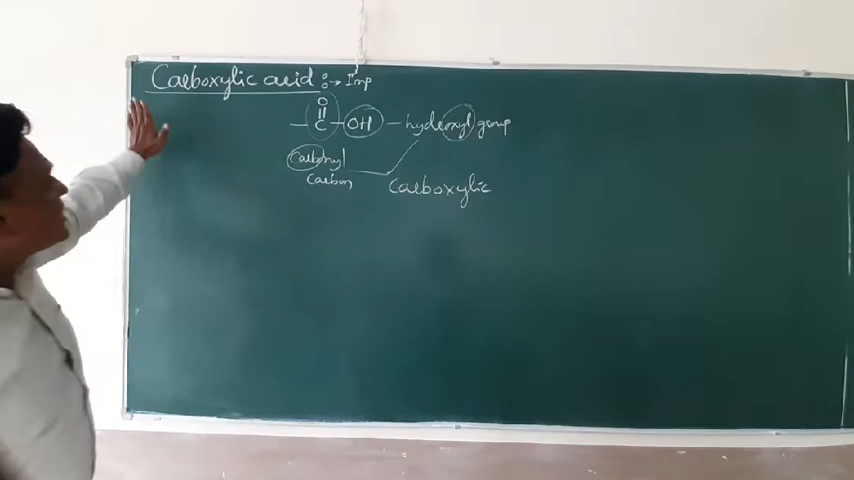 Carboxylic acid :→ Imp
O
||
— C — OH — hydroxyl group
Carbonyl
Carbon
Carboxylic